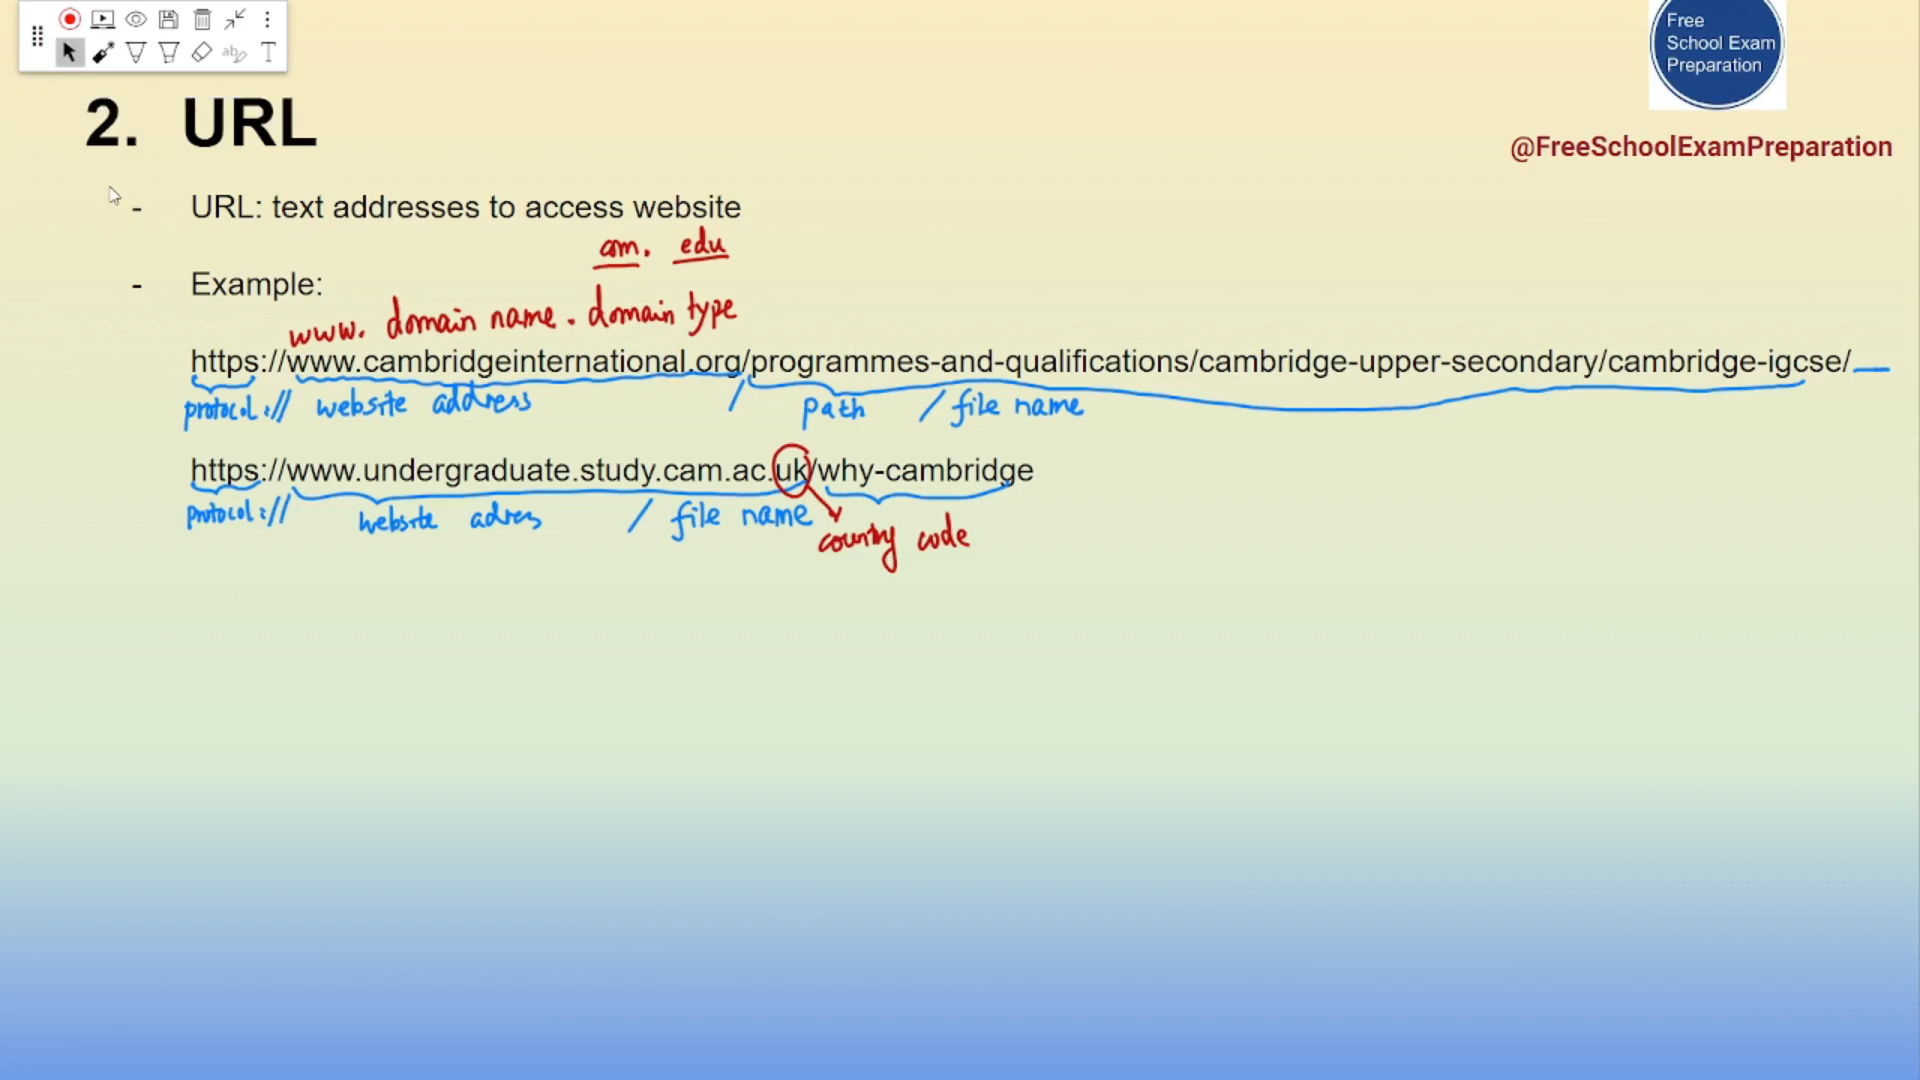 Free
School Exam
Preparation
2. URL
@FreeSchoolExamPreparation
- URL: text addresses to access website
com. edu
- Example:
www. domain name . domain type
https://www.cambridgeinternational.org/programmes-and-qualifications/cambridge-upper-secondary/cambridge-igcse/
protocol :// website address / path / file name
https://www.undergraduate.study.cam.ac.uk/why-cambridge
protocol :// website adress / file name
country code